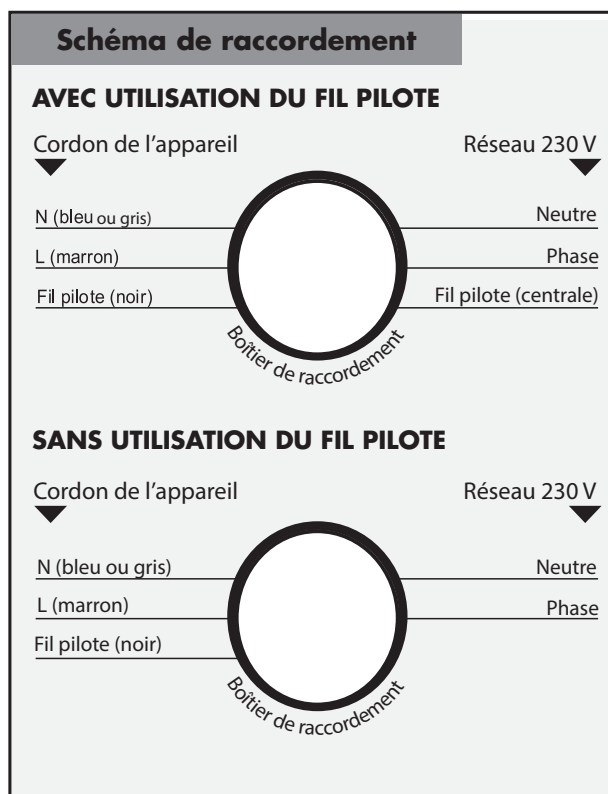 Schéma de raccordement
AVEC UTILISATION DU FIL PILOTE
Cordon de l’appareil
Réseau 230 V
N (bleu ou gris)
Neutre
L (marron)
Phase
Fil pilote (noir)
Fil pilote (centrale)
Boîtier de raccordement
SANS UTILISATION DU FIL PILOTE
Cordon de l’appareil
Réseau 230 V
N (bleu ou gris)
Neutre
L (marron)
Phase
Fil pilote (noir)
Boîtier de raccordement